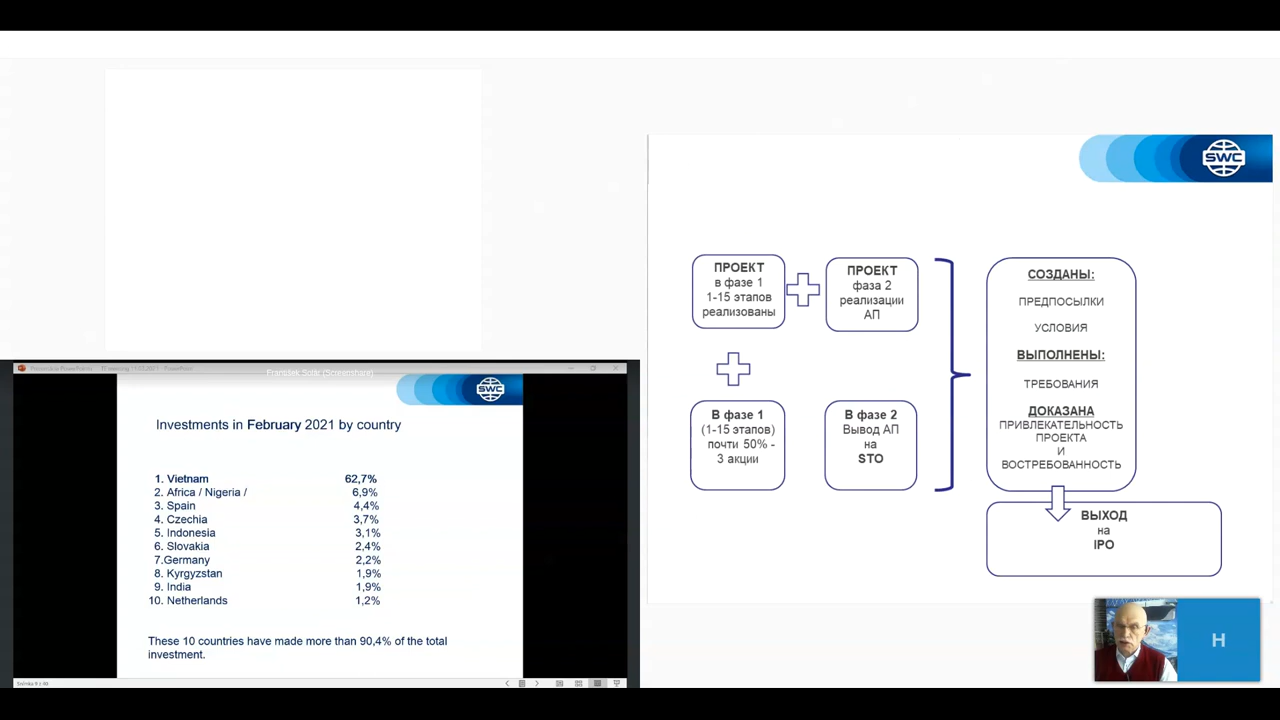 SWC
ПРОЕКТ
в фазе 1
1-15 этапов
реализованы
ПРОЕКТ
фаза 2
реализации
АП
В фазе 1
(1-15 этапов)
почти 50% -
3 акции
В фазе 2
Вывод АП
на
STO
СОЗДАНЫ:
ПРЕДПОСЫЛКИ
УСЛОВИЯ
ВЫПОЛНЕНЫ:
ТРЕБОВАНИЯ
ДОКАЗАНА
ПРИВЛЕКАТЕЛЬНОСТЬ
ПРОЕКТА
И
ВОСТРЕБОВАННОСТЬ
ВЫХОД
на
IPO
František Solár (Screenshare)
SWC
Investments in February 2021 by country
1. Vietnam 62,7%
2. Africa / Nigeria / 6,9%
3. Spain 4,4%
4. Czechia 3,7%
5. Indonesia 3,1%
6. Slovakia 2,4%
7.Germany 2,2%
8. Kyrgyzstan 1,9%
9. India 1,9%
10. Netherlands 1,2%
These 10 countries have made more than 90,4% of the total
investment.
H